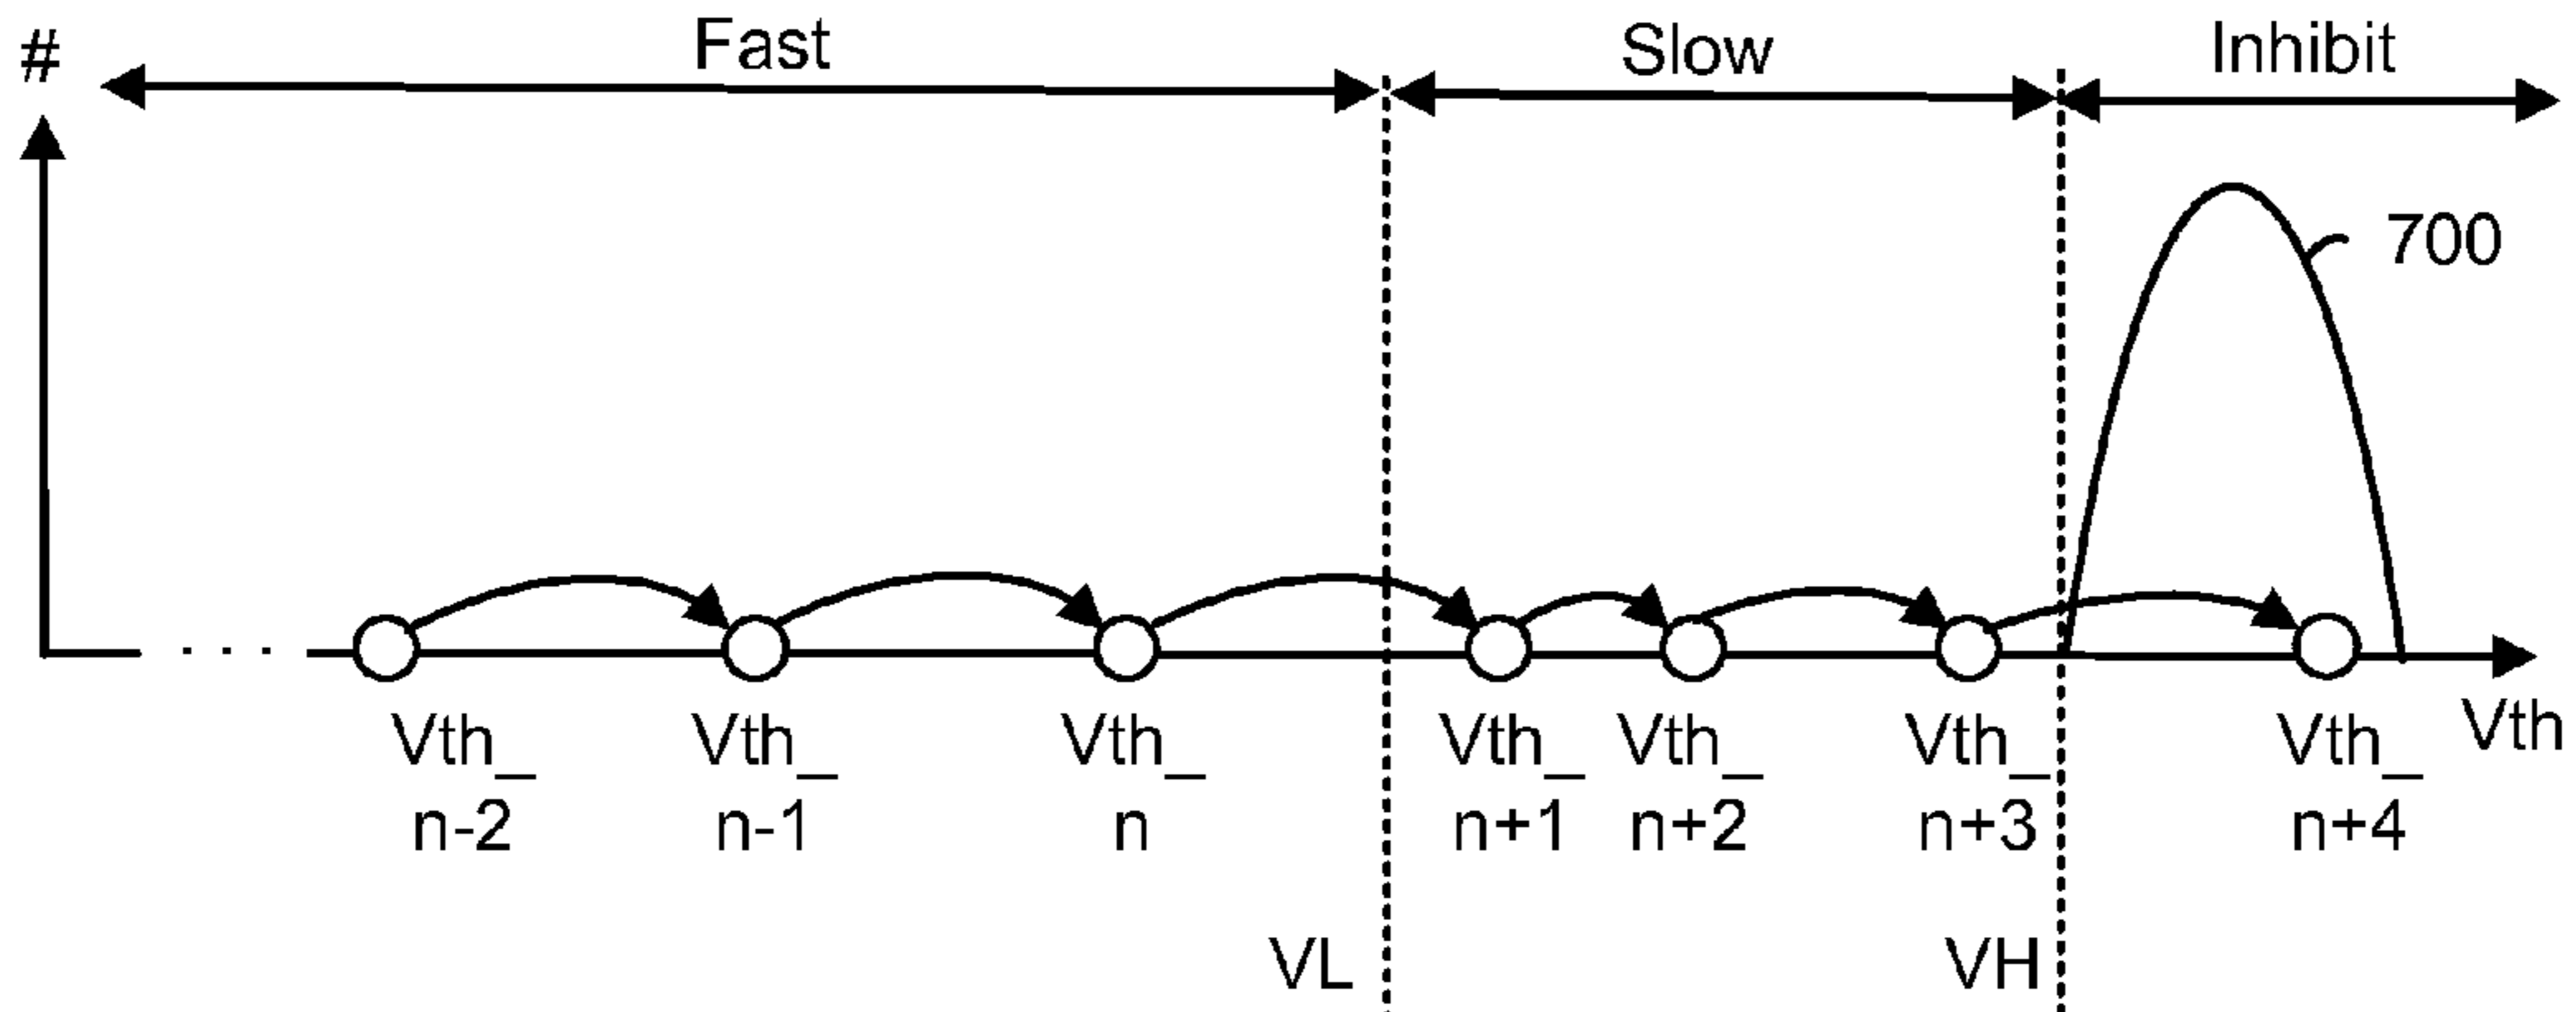 # Fast Slow Inhibit
700
Vth_ Vth_ Vth_ Vth_ Vth_ Vth_ Vth_ Vth
n-2 n-1 n n+1 n+2 n+3 n+4
VL VH